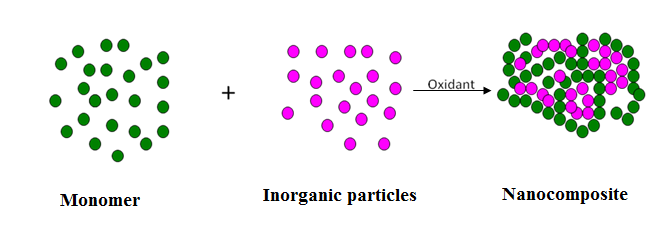 +
Oxidant
Monomer
Inorganic particles
Nanocomposite